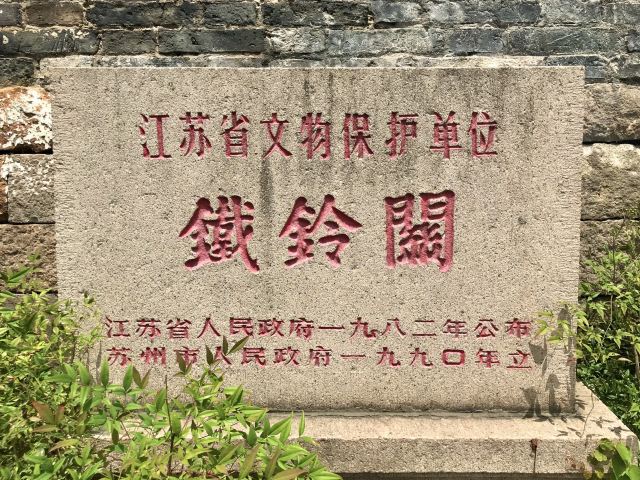 江苏省文物保护单位
鐵鈴關
江苏省人民政府一九八二年公布
苏州市人民政府一九九〇年立